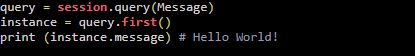 query = session.query(Message)
instance = query.first()
print (instance.message) # Hello World!